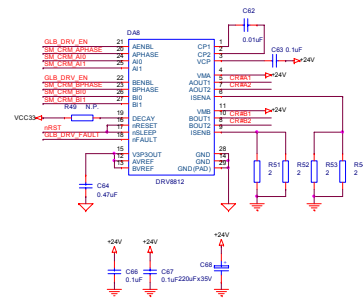 C62
0.01uF
DA8
GLB_DRV_EN 21 AENBL CP1 1
SM_CRM_APHASE 20 APHASE CP2 2
SM_CRM_AI0 24 AI0 VCP 3 C63 0.1uF +24V
SM_CRM_AI1 25 AI1
VMA 4 +24V
GLB_DRV_EN 22 BENBL AOUT1 5 CR#A1
SM_CRM_BPHASE 23 BPHASE AOUT2 7 CR#A2
SM_CRM_BI0 26 BI0 ISENA 6
SM_CRM_BI1 27 BI1
VMB 11 +24V
VCC33 R49 N.P. 19 DECAY BOUT1 10 CR#B1
nRST 16 nRESET BOUT2 8 CR#B2
17 nSLEEP ISENB 9
GLB_DRV_FAULT 18 nFAULT
15 V3P3OUT GND 28
12 AVREF GND 14
13 BVREF GND(PAD) 29
DRV8812
C64
0.47uF
R51 2
R52 2
R53 2
2
+24V +24V +24V
C66
0.1uF
C67
0.1uF
C68
220uFx35V